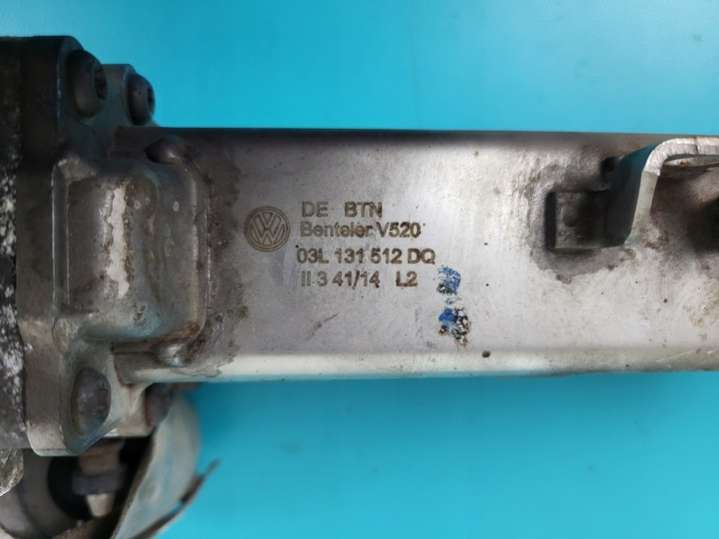 DE BTN
Benteler V520
03L 131 512 DQ
II 3 41/14 L2